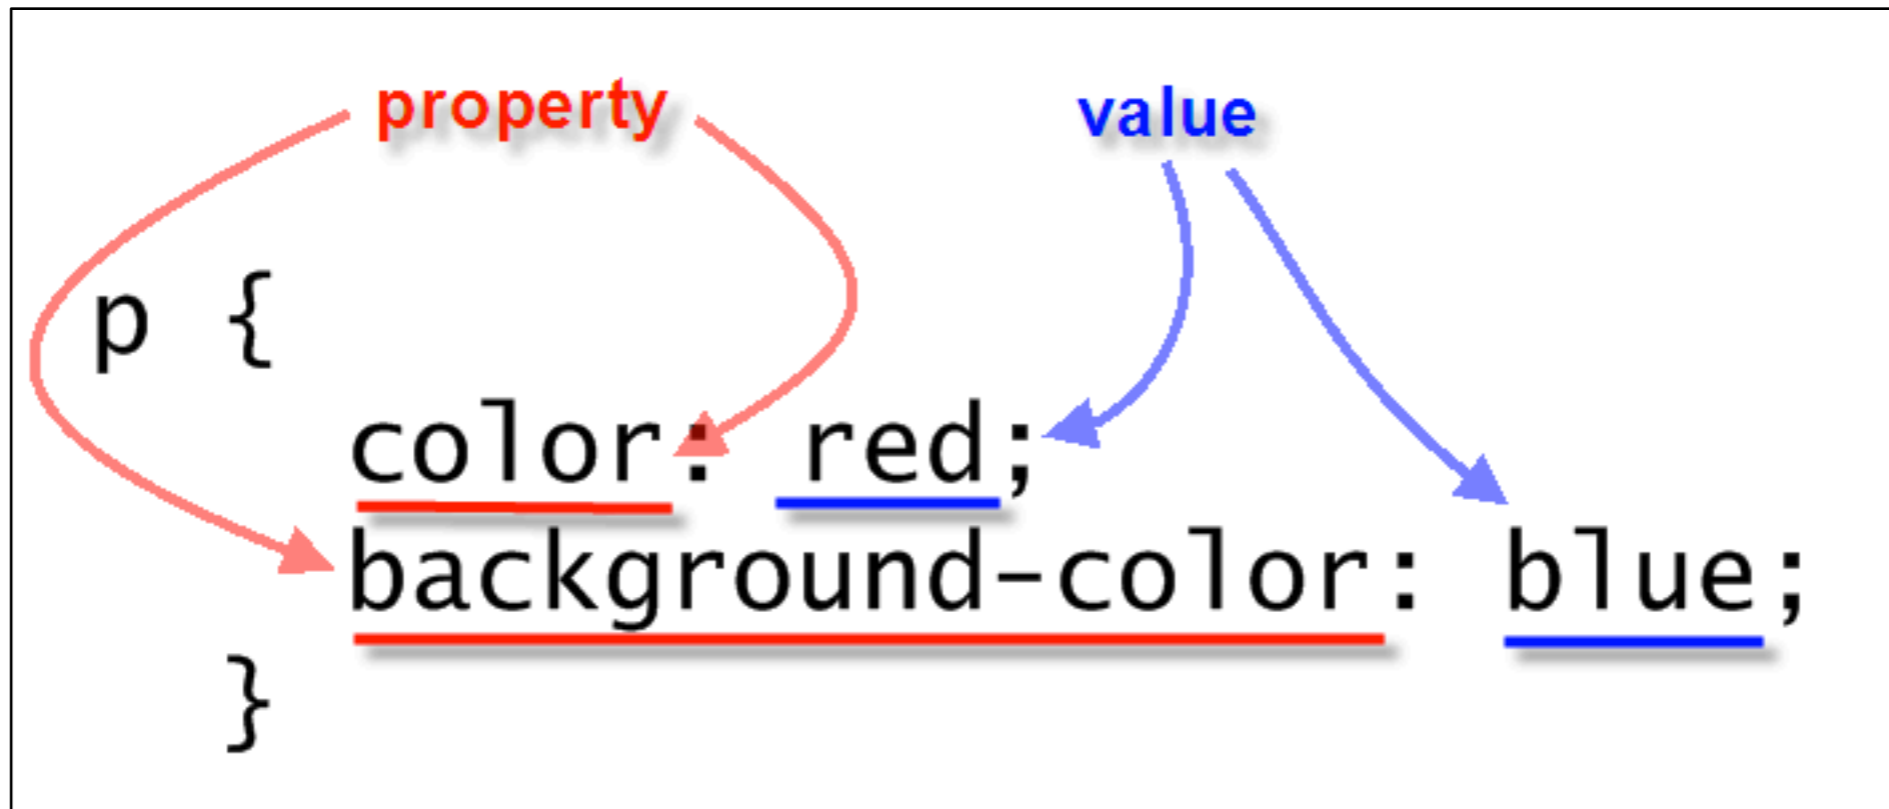 property value
p {
color: red;
background-color: blue;
}